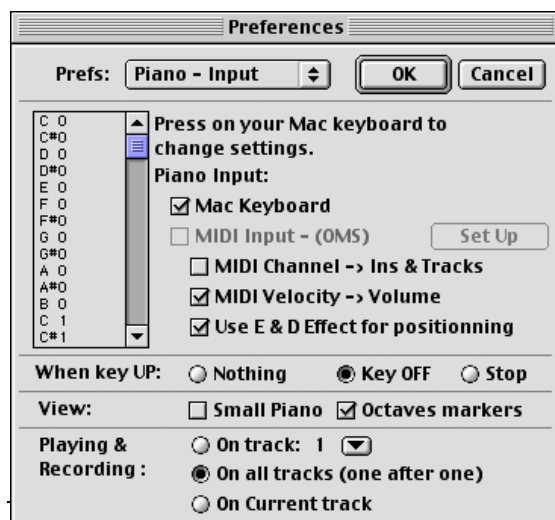 Preferences
Prefs: Piano - Input OK Cancel
C 0
C#0
D 0
D#0
E 0
F 0
F#0
G 0
G#0
A 0
A#0
B 0
C 1
C#1
Press on your Mac keyboard to
change settings.
Piano Input:
Mac Keyboard
MIDI Input - (OMS) Set Up
MIDI Channel -> Ins & Tracks
MIDI Velocity -> Volume
Use E & D Effect for positionning
When key UP: Nothing Key OFF Stop
View: Small Piano Octaves markers
Playing & On track: 1
Recording : On all tracks (one after one)
On Current track